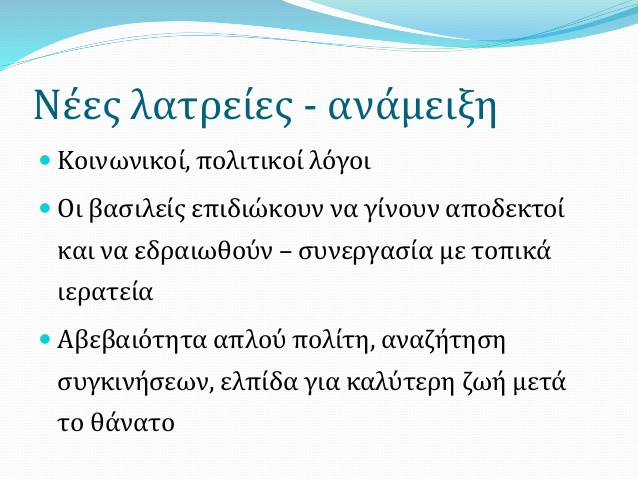 Νέες λατρείες - ανάμειξη
• Κοινωνικοί, πολιτικοί λόγοι
• Οι βασιλείς επιδιώκουν να γίνουν αποδεκτοί
και να εδραιωθούν – συνεργασία με τοπικά
ιερατεία
• Αβεβαιότητα απλού πολίτη, αναζήτηση
συγκινήσεων, ελπίδα για καλύτερη ζωή μετά
το θάνατο